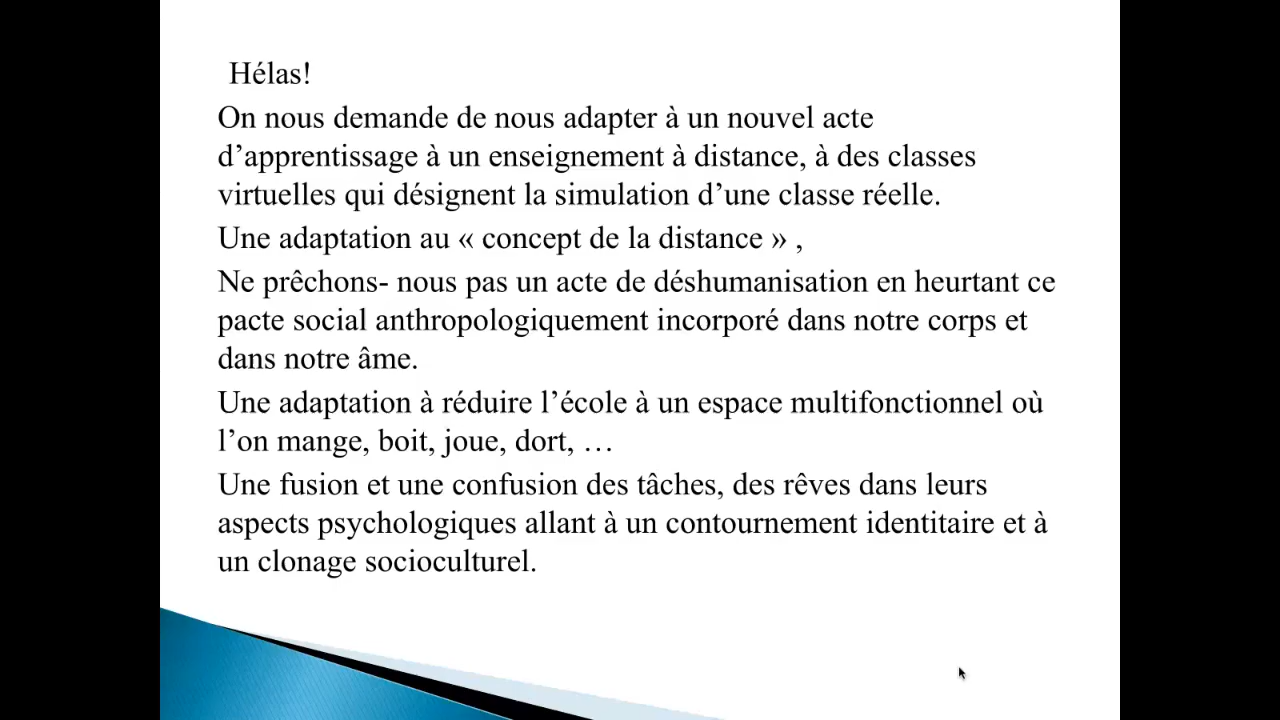 Hélas!
On nous demande de nous adapter à un nouvel acte
d’apprentissage à un enseignement à distance, à des classes
virtuelles qui désignent la simulation d’une classe réelle.
Une adaptation au « concept de la distance » ,
Ne prêchons- nous pas un acte de déshumanisation en heurtant ce
pacte social anthropologiquement incorporé dans notre corps et
dans notre âme.
Une adaptation à réduire l’école à un espace multifonctionnel où
l’on mange, boit, joue, dort, …
Une fusion et une confusion des tâches, des rêves dans leurs
aspects psychologiques allant à un contournement identitaire et à
un clonage socioculturel.